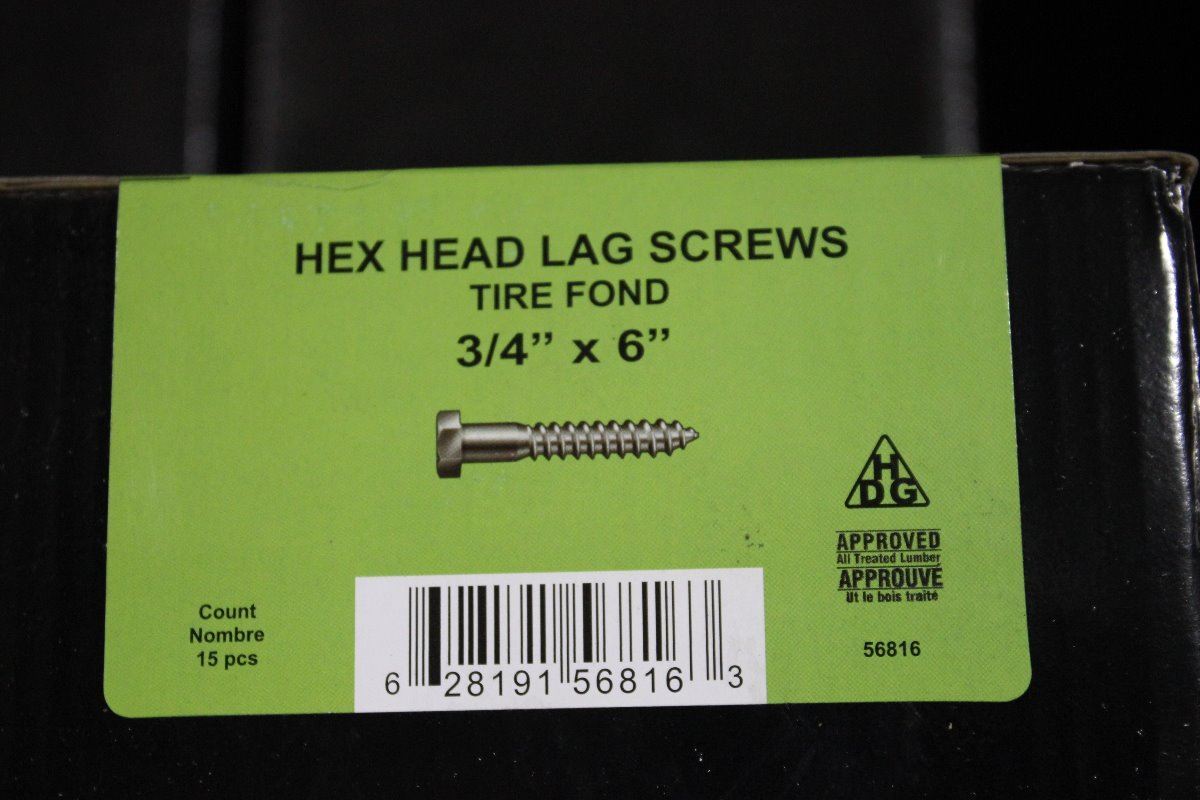 HEX HEAD LAG SCREWS
TIRE FOND
3/4” x 6”
H
DG
APPROVED
All Treated Lumber
APPROUVÉ
Ut le bois traité
56816
Count
Nombre
15 pcs
6 28191 56816 3